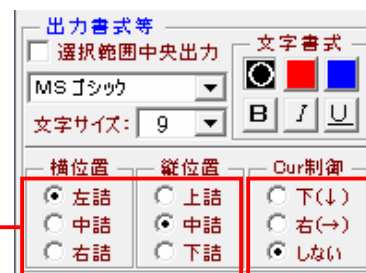 出力書式等
選択範囲中央出力
文字書式
MS ゴシック
文字サイズ: 9
B I U
横位置 縦位置 Cur制御
左詰 上詰 下(↓)
中詰 中詰 右(→)
右詰 下詰 しない